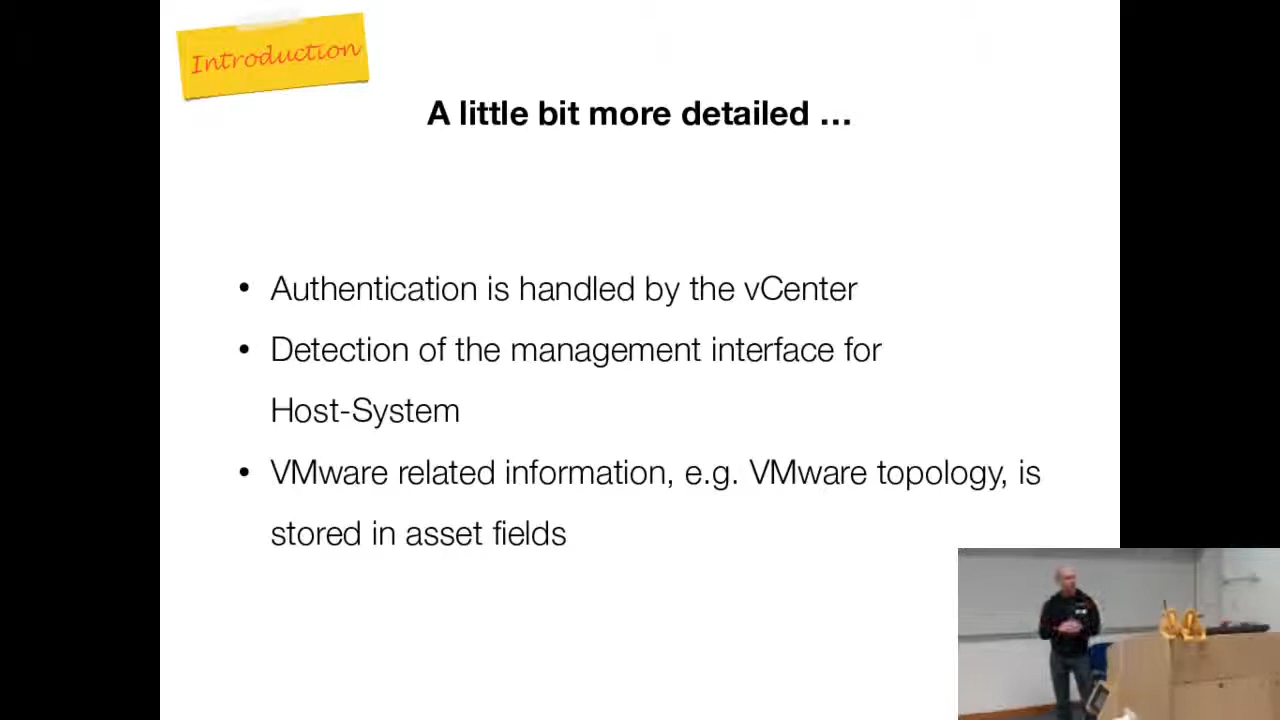 Introduction
A little bit more detailed …
• Authentication is handled by the vCenter
• Detection of the management interface for
Host-System
• VMware related information, e.g. VMware topology, is
stored in asset fields